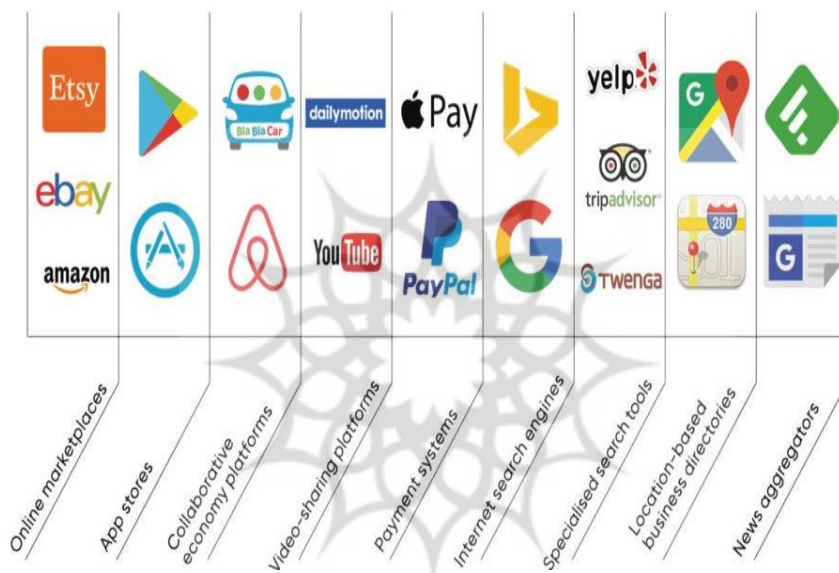 Etsy
ebay
amazon
Bla Bla Car
dailymotion
YouTube
Pay
PayPal
yelp
tripadvisor®
TWENGA
G
280
G
Online marketplaces
App stores
Collaborative
economy platforms
Video-sharing platforms
Payment systems
Internet search engines
Specialised search tools
Location-based
business directories
News aggregators